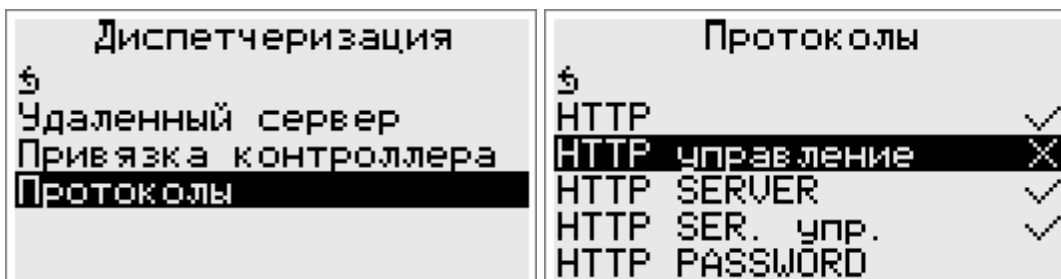 Диспетчеризация
Удаленный сервер
Привязка контроллера
Протоколы
Протоколы
HTTP
HTTP управление
HTTP SERVER
HTTP SER. упр.
HTTP PASSWORD